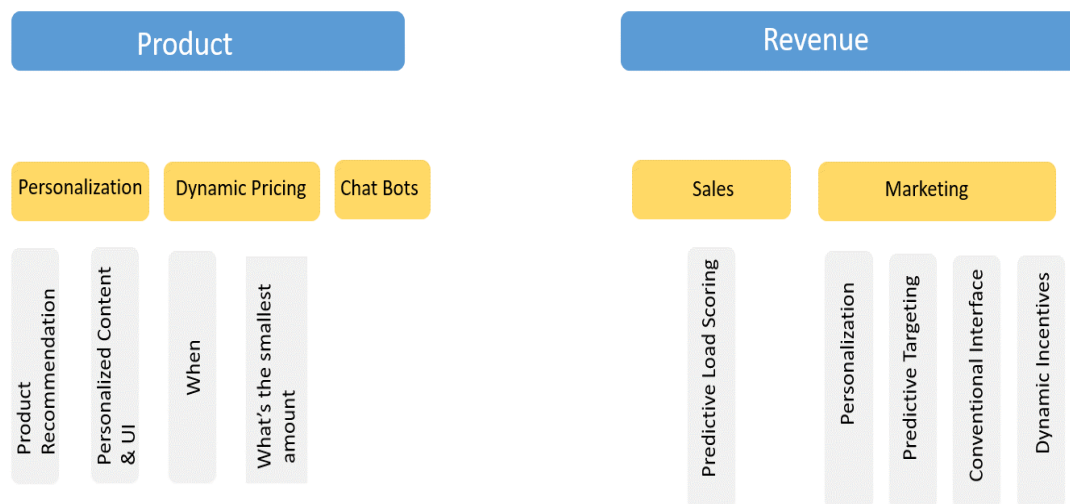 Product
Revenue
Personalization
Dynamic Pricing
Chat Bots
Sales
Marketing
Product
Recommendation
Personalized Content
& UI
When
What's the smallest
amount
Predictive Load Scoring
Personalization
Predictive Targeting
Conventional Interface
Dynamic Incentives